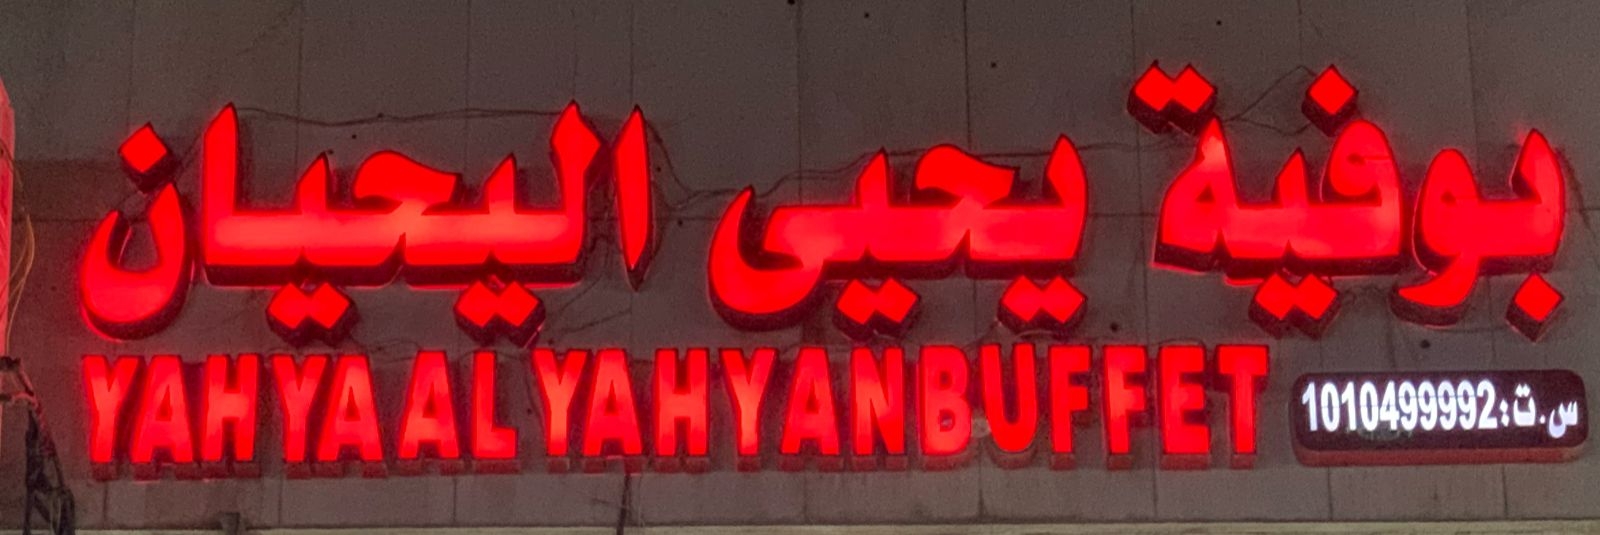 بوفية يحيى اليحيان
YAHYA AL YAHYAN BUFFET
س.ت:1010499992